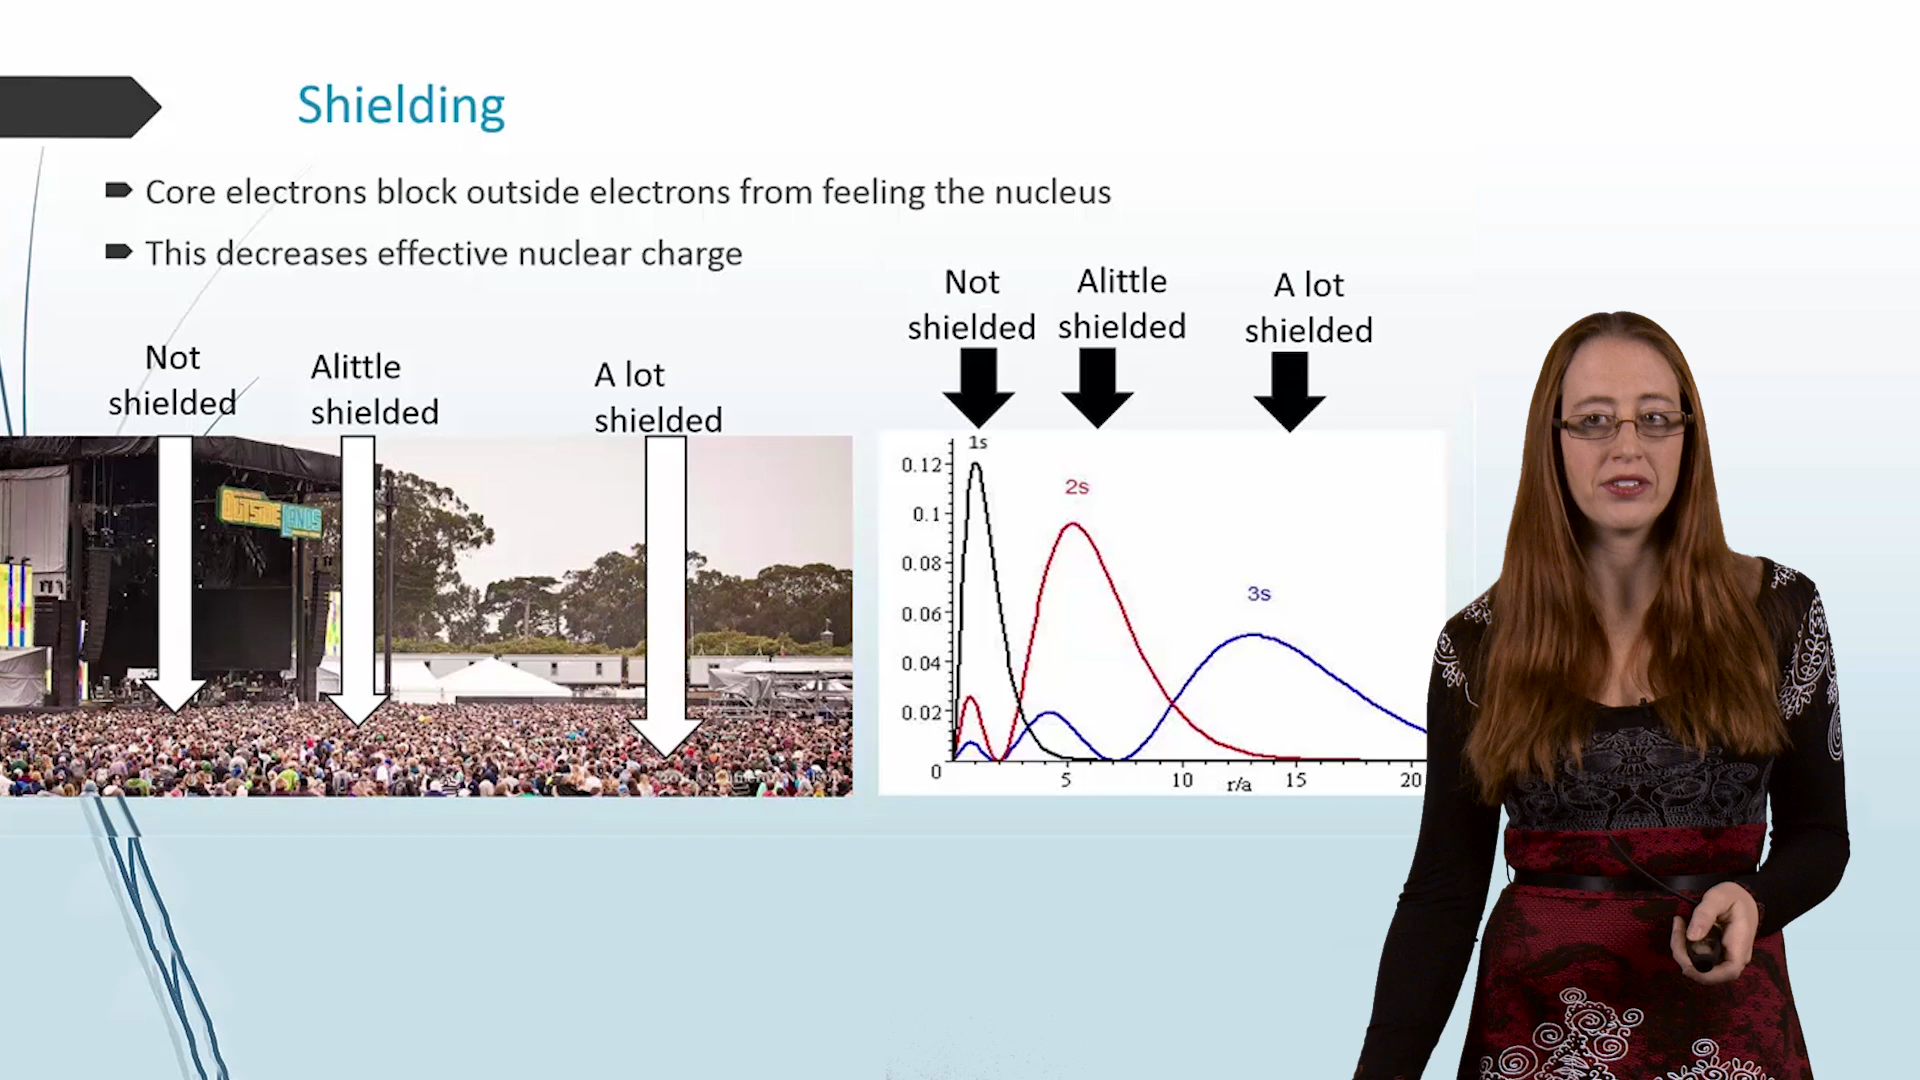 Shielding
Core electrons block outside electrons from feeling the nucleus
This decreases effective nuclear charge
Not
shielded
Alittle
shielded
A lot
shielded
OUTSIDE LANDS
Not
shielded
Alittle
shielded
A lot
shielded
1s
2s
3s
0.12
0.1
0.08
0.06
0.04
0.02
0
5
10
r/a
15
20